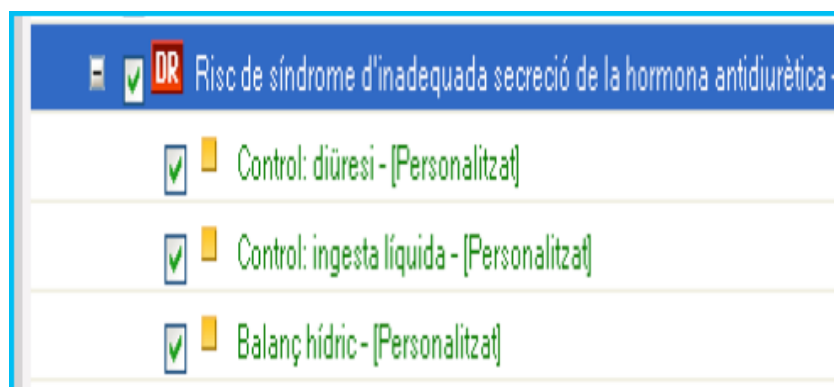 DR Risc de síndrome d'inadequada secreció de la hormona antidiurètica -
Control: diüresi - [Personalitzat]
Control: ingesta líquida - [Personalitzat]
Balanç hídric - [Personalitzat]